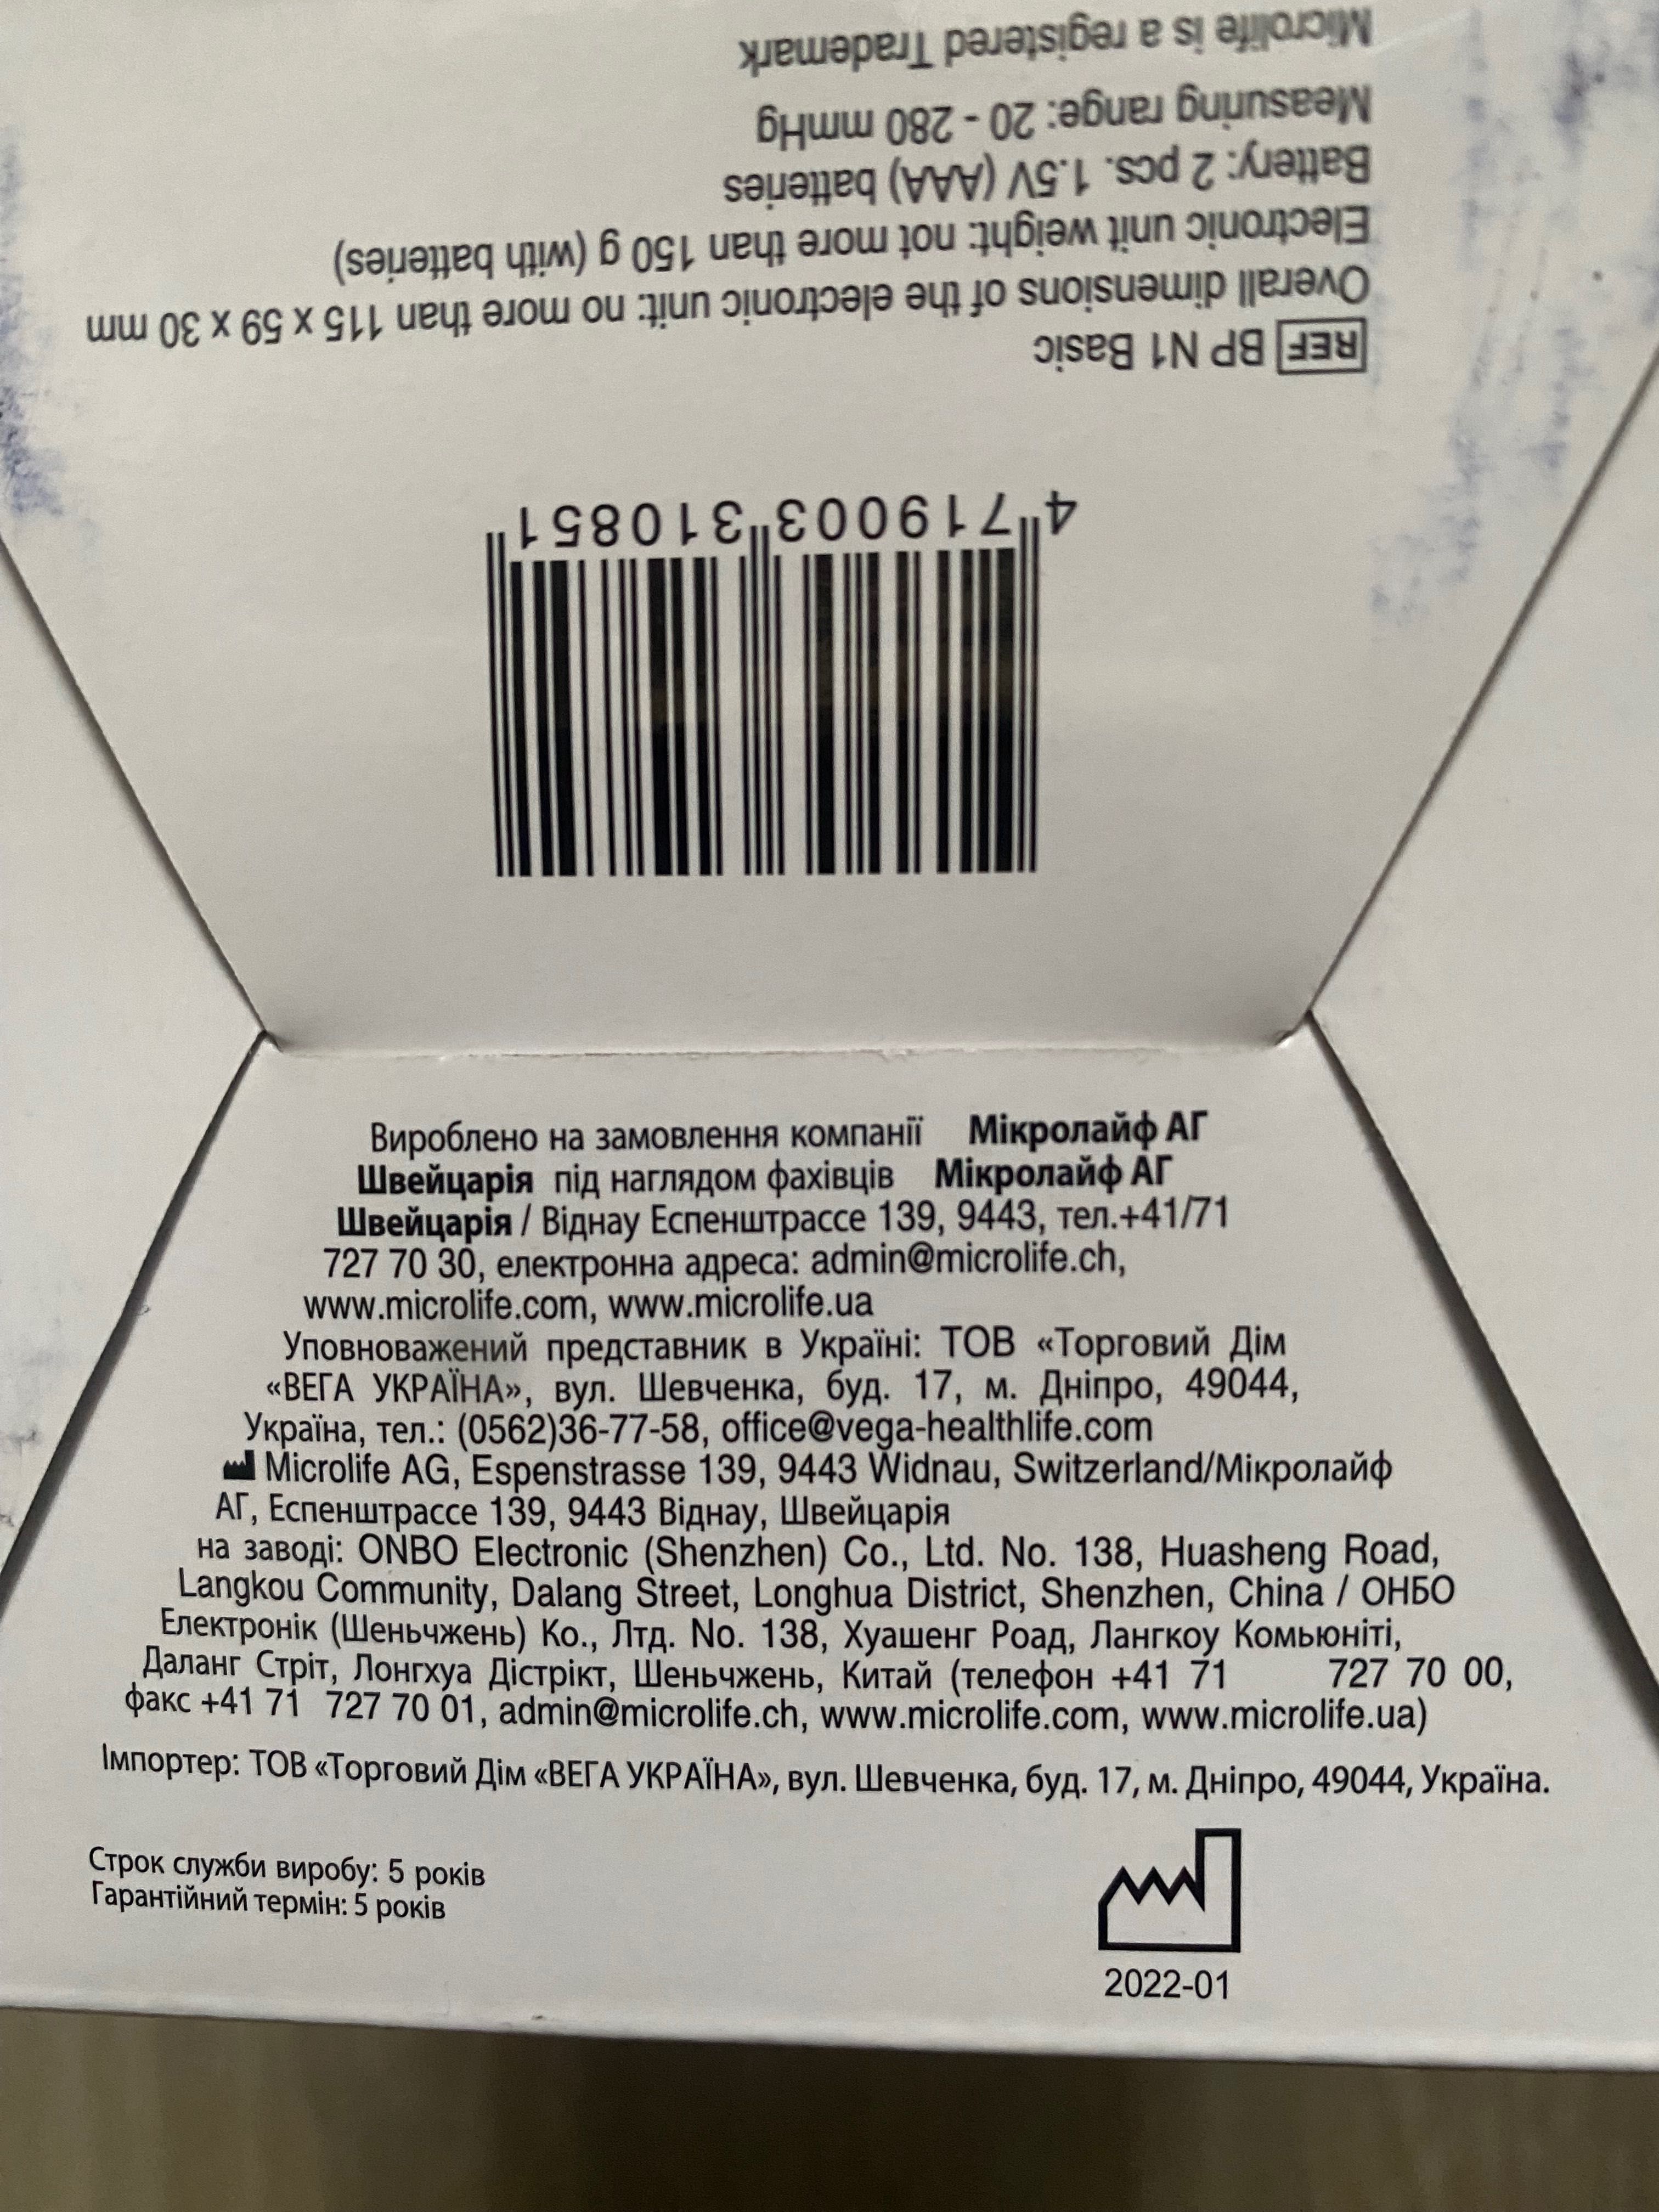 Microlife is a registered Trademark
Measuring range: 20 - 280 mmHg
Battery: 2 pcs. 1.5V (AAA) batteries
Electronic unit weight: not more than 150 g (with batteries)
Overall dimensions of the electronic unit: no more than 115 x 59 x 30 mm
REF BP N1 Basic
4 719003 310851
Вироблено на замовлення компанії Мікролайф АГ
Швейцарія під наглядом фахівців Мікролайф АГ
Швейцарія / Віднау Еспенштрассе 139, 9443, тел.+41/71
727 70 30, електронна адреса: admin@microlife.ch,
www.microlife.com, www.microlife.ua
Уповноважений представник в Україні: ТОВ «Торговий Дім
«ВЕГА УКРАЇНА», вул. Шевченка, буд. 17, м. Дніпро, 49044,
Україна, тел.: (0562)36-77-58, office@vega-healthlife.com
Microlife AG, Espenstrasse 139, 9443 Widnau, Switzerland/Мікролайф
АГ, Еспенштрассе 139, 9443 Віднау, Швейцарія
на заводі: ONBO Electronic (Shenzhen) Co., Ltd. No. 138, Huasheng Road,
Langkou Community, Dalang Street, Longhua District, Shenzhen, China / ОНБО
Електронік (Шеньчжень) Ко., Лтд. No. 138, Хуашенг Роад, Лангкоу Комьюніті,
Даланг Стріт, Лонгхуа Дістрікт, Шеньчжень, Китай (телефон +41 71 727 70 00,
факс +41 71 727 70 01, admin@microlife.ch, www.microlife.com, www.microlife.ua)
Імпортер: ТОВ «Торговий Дім «ВЕГА УКРАЇНА», вул. Шевченка, буд. 17, м. Дніпро, 49044, Україна.
Строк служби виробу: 5 років
Гарантійний термін: 5 років
2022-01